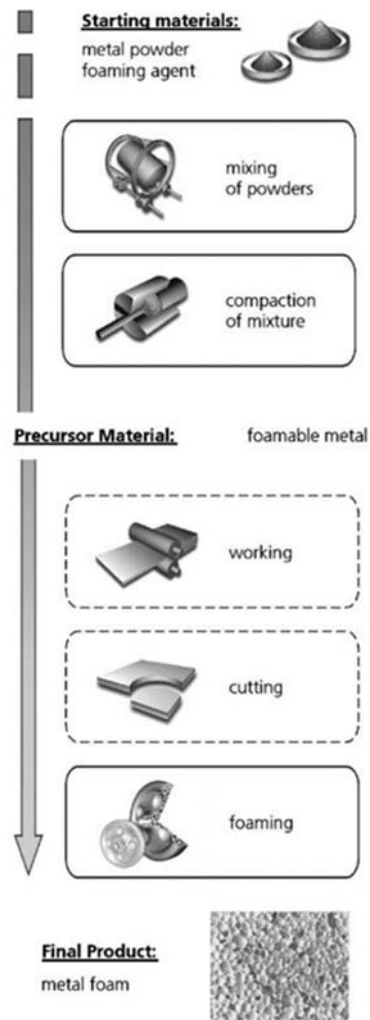 Starting materials:
metal powder
foaming agent
mixing
of powders
compaction
of mixture
Precursor Material: foamable metal
working
cutting
foaming
Final Product:
metal foam